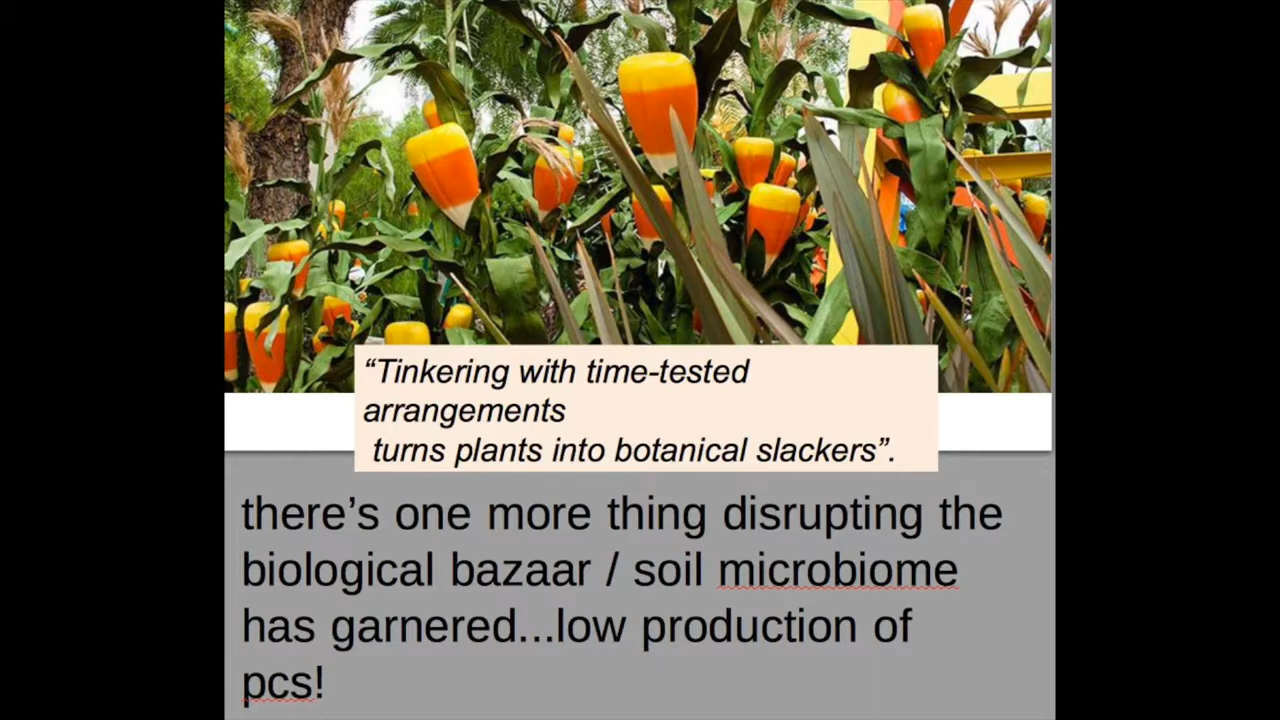 “Tinkering with time-tested
arrangements
turns plants into botanical slackers”.
there’s one more thing disrupting the
biological bazaar / soil microbiome
has garnered...low production of
pcs!